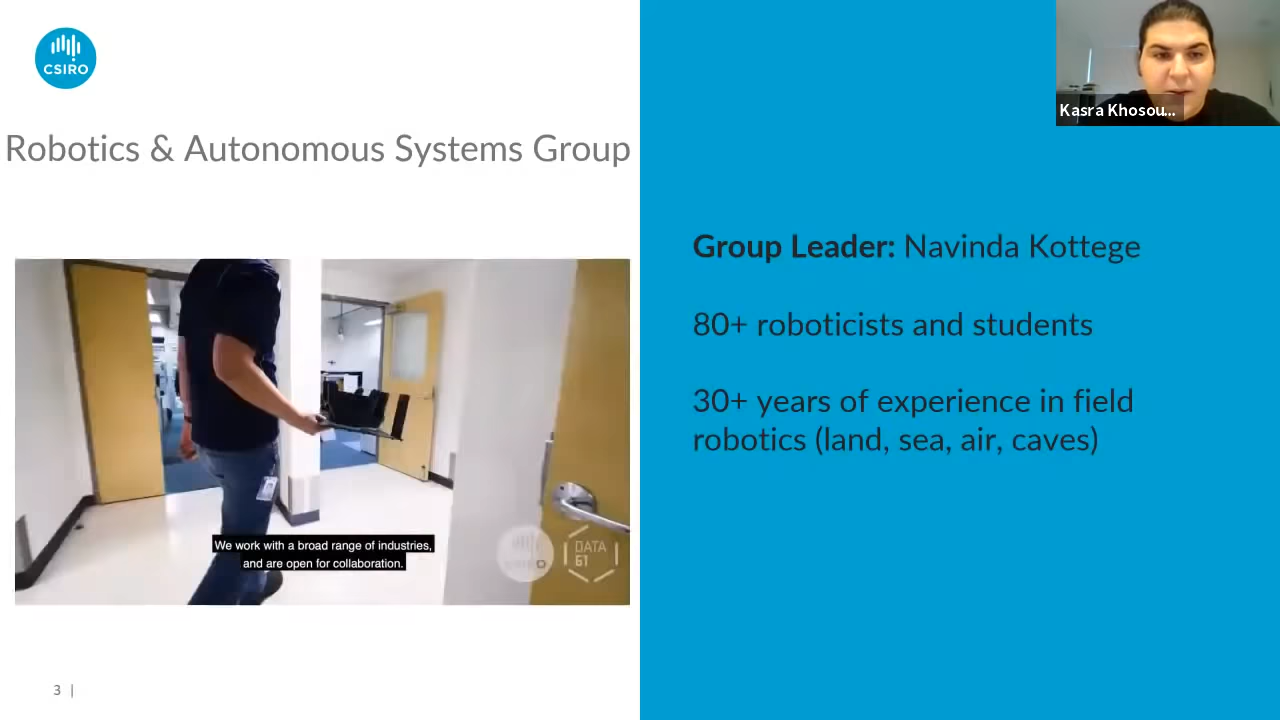 CSIRO
Kasra Khosou...
Robotics & Autonomous Systems Group
Group Leader: Navinda Kottege
80+ roboticists and students
30+ years of experience in field
robotics (land, sea, air, caves)
We work with a broad range of industries,
and are open for collaboration.
CSIRO
DATA
61
3 |